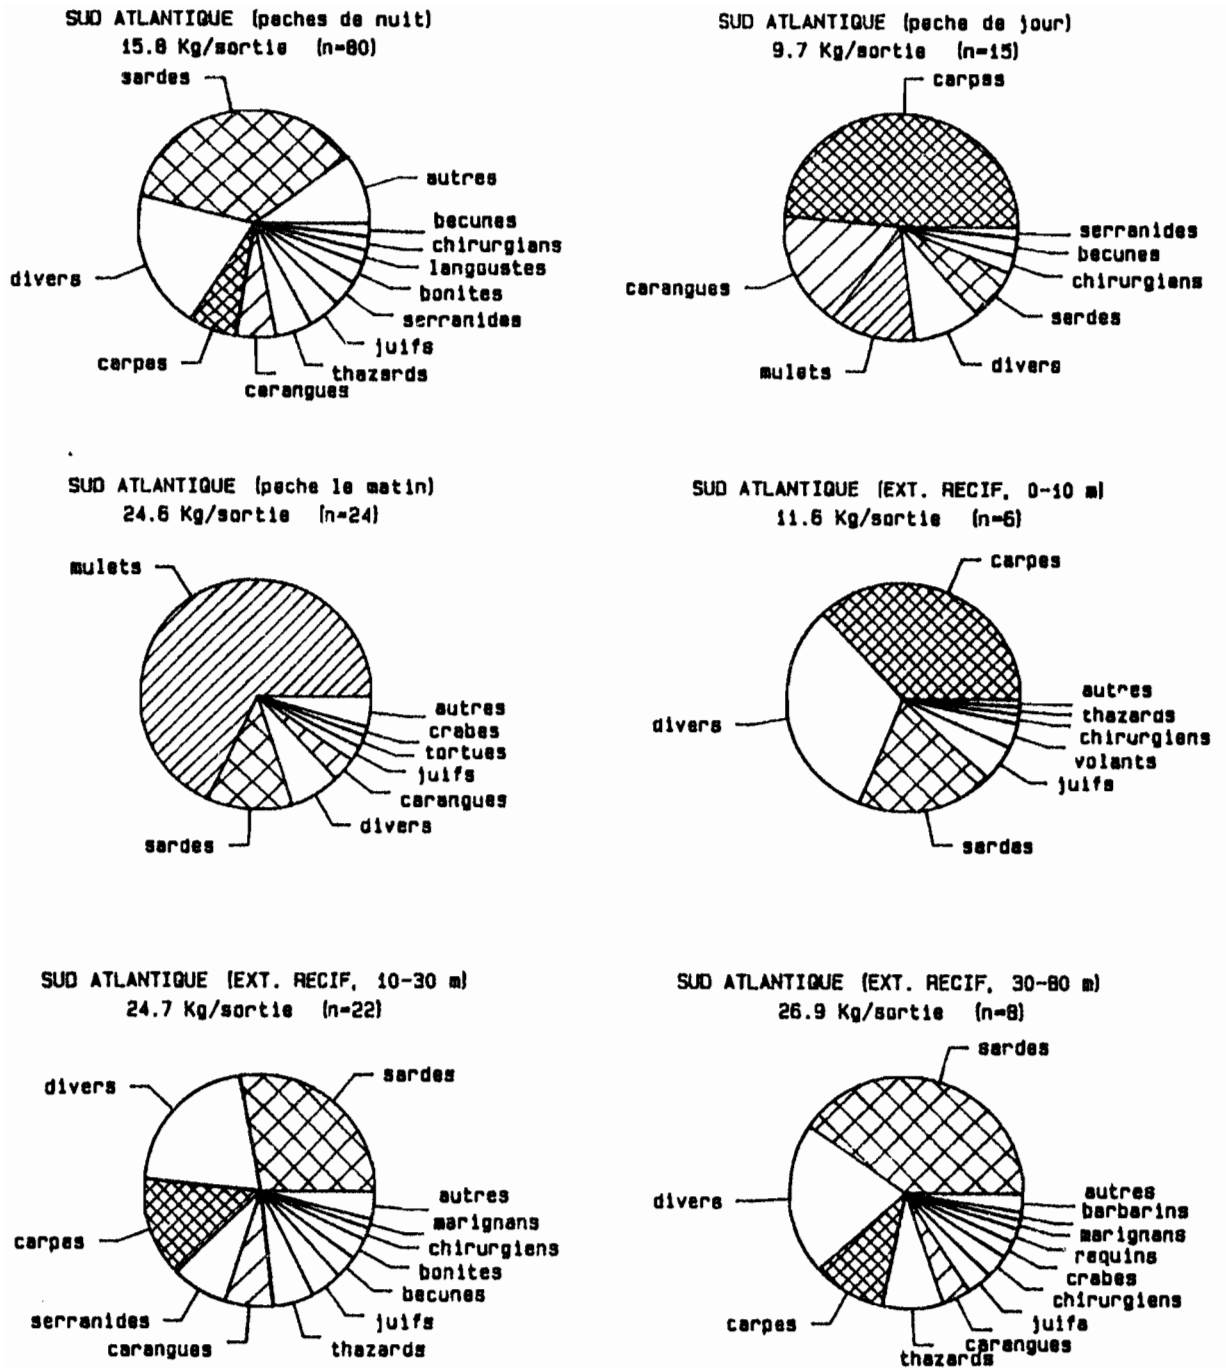 SUD ATLANTIQUE (peches de nuit)
15.8 Kg/sortie (n=80)
sardes
autres
becunes
chirurgiens
langoustes
bonites
serranides
juifs
thazards
carangues
carpes
divers
SUD ATLANTIQUE (peche de jour)
9.7 Kg/sortie (n=15)
carpes
serranides
becunes
chirurgiens
sardes
divers
mulets
carangues
SUD ATLANTIQUE (peche le matin)
24.6 Kg/sortie (n=24)
mulets
autres
crabes
tortues
juifs
carangues
divers
sardes
SUD ATLANTIQUE (EXT. RECIF, 0-10 m)
11.6 Kg/sortie (n=6)
carpes
autres
thazards
chirurgiens
volants
juifs
sardes
divers
SUD ATLANTIQUE (EXT. RECIF, 10-30 m)
24.7 Kg/sortie (n=22)
sardes
autres
marignans
chirurgiens
bonites
becunes
juifs
thazards
carangues
serranides
carpes
divers
SUD ATLANTIQUE (EXT. RECIF, 30-80 m)
26.9 Kg/sortie (n=8)
sardes
autres
barbarins
marignans
requins
crabes
chirurgiens
juifs
carangues
thazards
carpes
divers